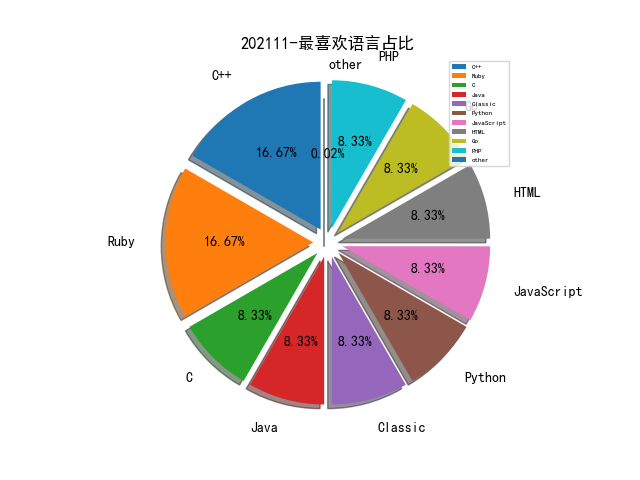 202111-最喜欢语言占比
other
PHP
C++
C++
Ruby
C
Java
Classic
Python
JavaScript
HTML
Go
PHP
other
Go
8.33%
16.67%
0.02%
8.33%
HTML
Ruby
16.67%
8.33%
8.33%
JavaScript
8.33%
8.33%
8.33%
8.33%
C
Python
Java
Classic